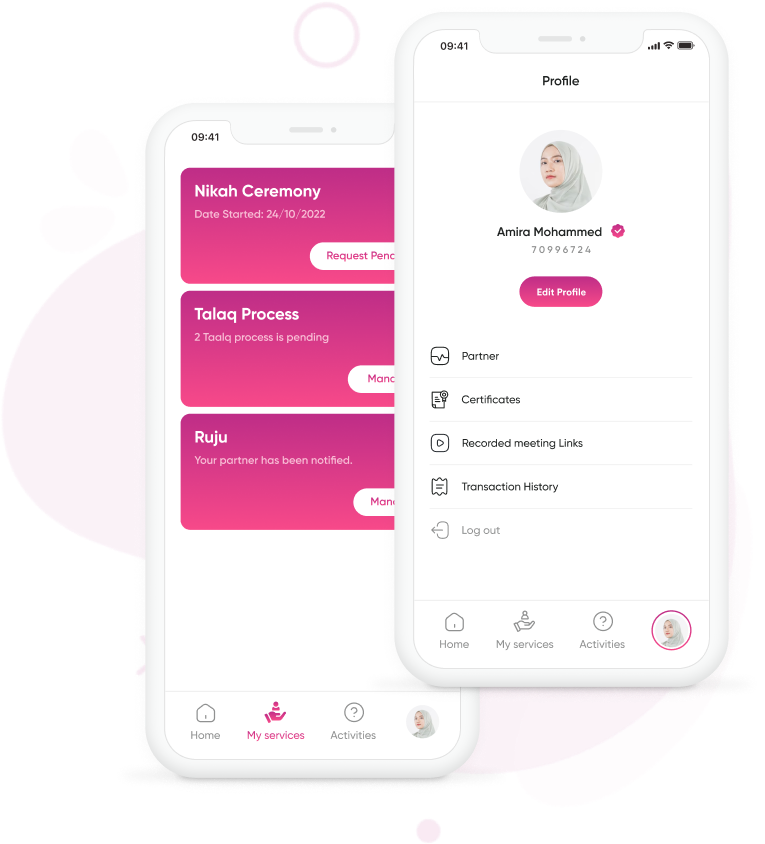 09:41
Nikah Ceremony
Date Started: 24/10/2022
Request Pend
Talaq Process
2 Taalq process is pending
Mana
Ruju
Your partner has been notified.
Mana
Home
My services
Activities
09:41
Profile
Amira Mohammed
70996724
Edit Profile
Partner
Certificates
Recorded meeting Links
Transaction History
Log out
Home
My services
Activities